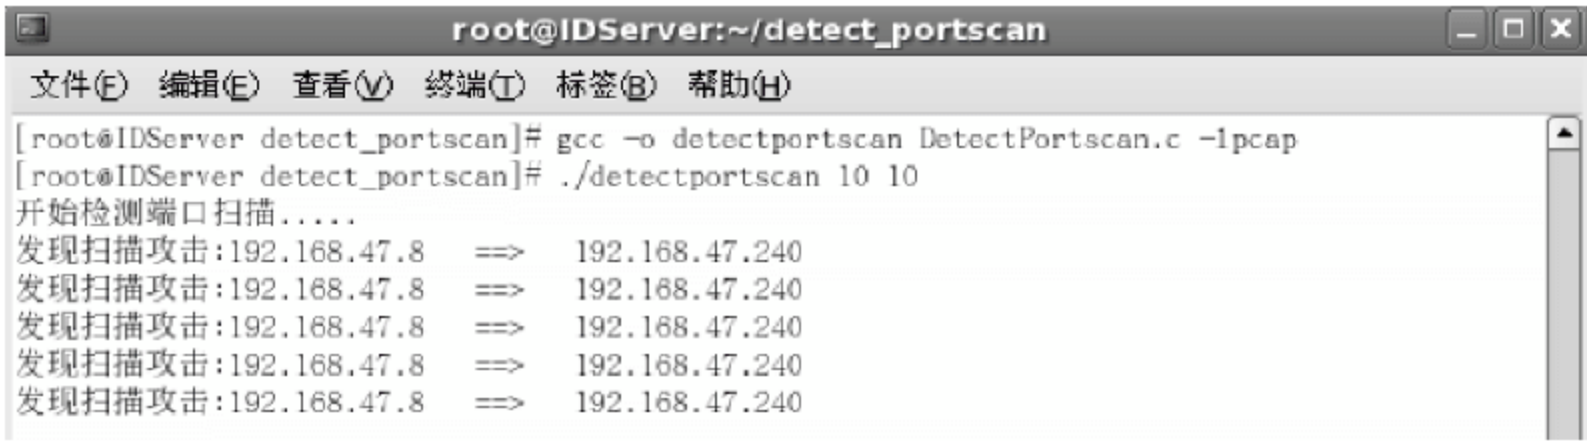 root@IDServer:~/detect_portscan
文件(F) 编辑(E) 查看(V) 终端(T) 标签(B) 帮助(H)
[root@IDServer detect_portscan]# gcc -o detectportscan DetectPortscan.c -lpcap
[root@IDServer detect_portscan]# ./detectportscan 10 10
开始检测端口扫描.....
发现扫描攻击:192.168.47.8 ==> 192.168.47.240
发现扫描攻击:192.168.47.8 ==> 192.168.47.240
发现扫描攻击:192.168.47.8 ==> 192.168.47.240
发现扫描攻击:192.168.47.8 ==> 192.168.47.240
发现扫描攻击:192.168.47.8 ==> 192.168.47.240